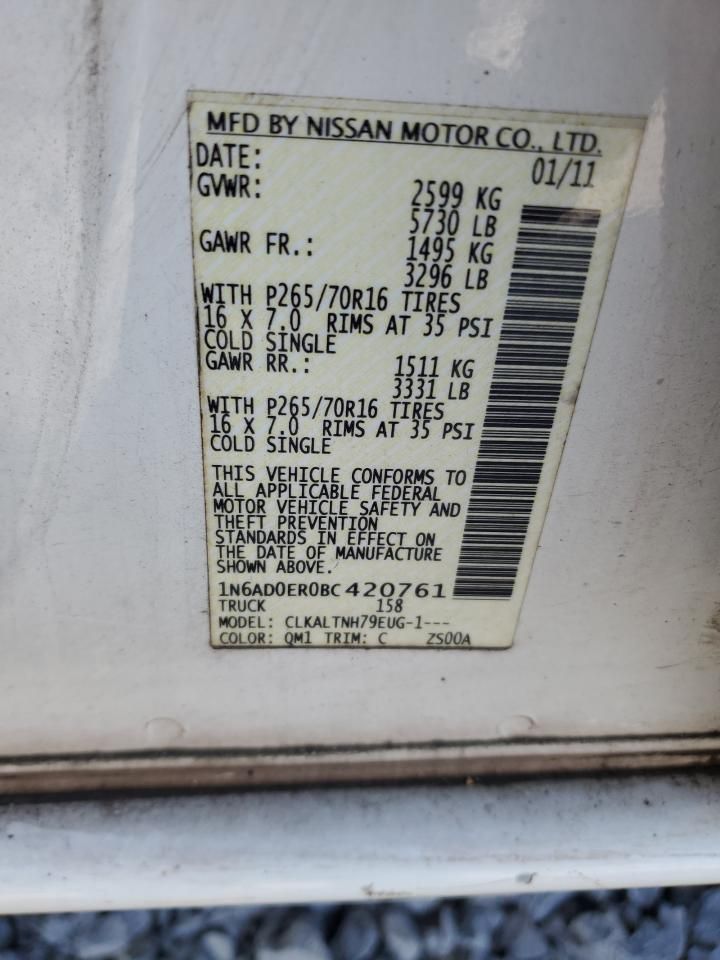 MFD BY NISSAN MOTOR CO., LTD.
DATE: 01/11
GVWR: 2599 KG
5730 LB
GAWR FR.: 1495 KG
3296 LB
WITH P265/70R16 TIRES
16 X 7.0 RIMS AT 35 PSI
COLD SINGLE
GAWR RR.: 1511 KG
3331 LB
WITH P265/70R16 TIRES
16 X 7.0 RIMS AT 35 PSI
COLD SINGLE
THIS VEHICLE CONFORMS TO
ALL APPLICABLE FEDERAL
MOTOR VEHICLE SAFETY AND
THEFT PREVENTION
STANDARDS IN EFFECT ON
THE DATE OF MANUFACTURE
SHOWN ABOVE.
1N6AD0ER0BC420761
TRUCK 158
MODEL: CLKALTNH79EUG-1---
COLOR: QM1 TRIM: C ZS00A